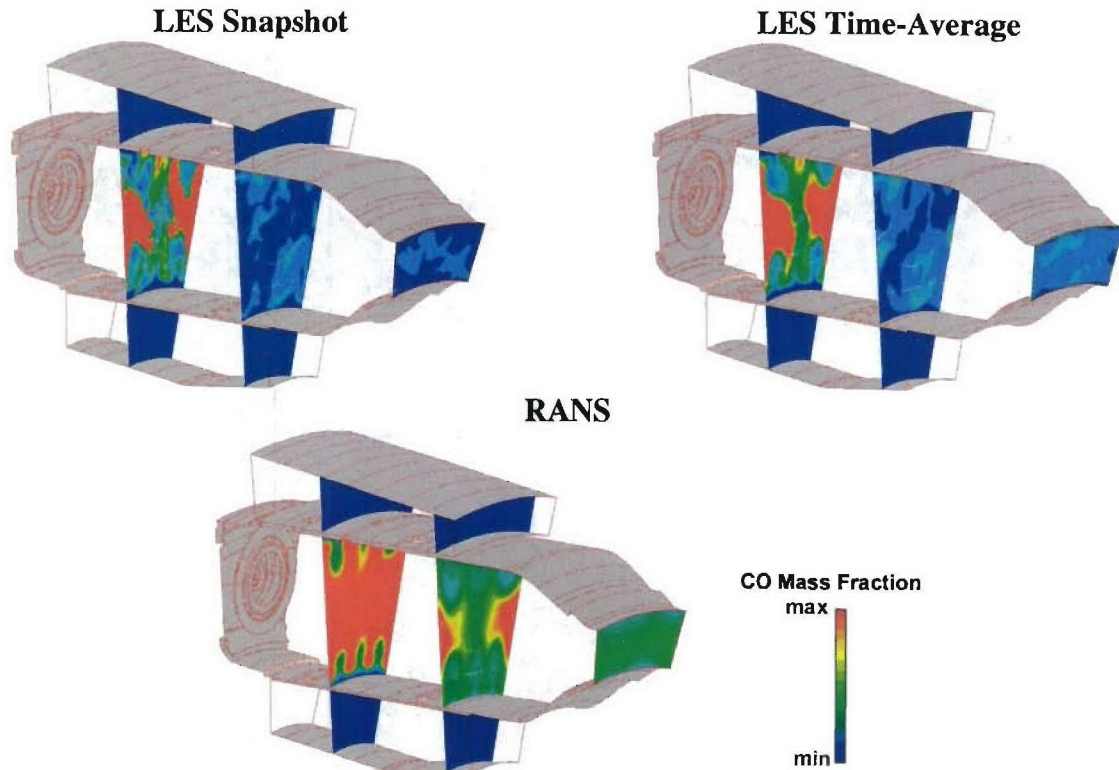 LES Snapshot
LES Time-Average
RANS
CO Mass Fraction
max
min